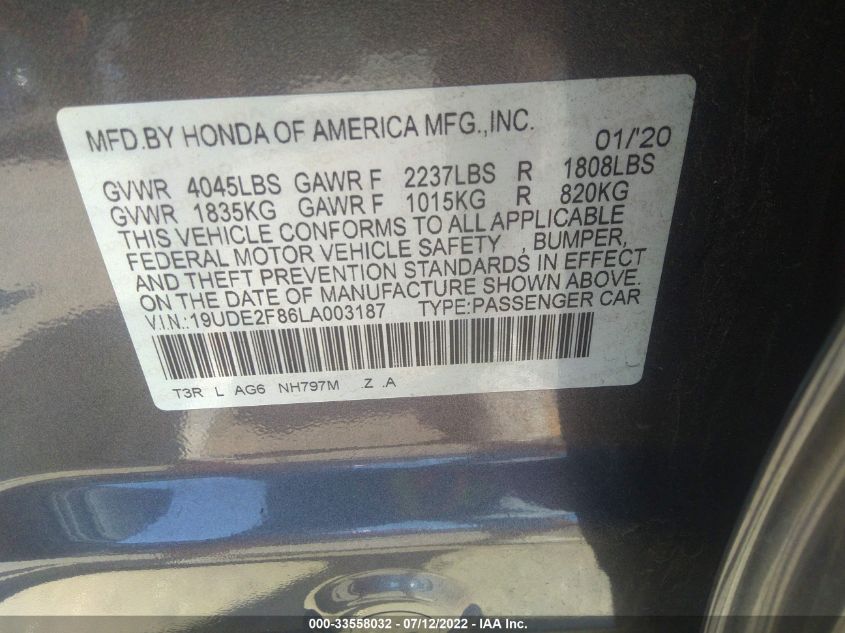 MFD.BY HONDA OF AMERICA MFG.,INC. 01/'20
GVWR 4045LBS GAWR F 2237LBS R 1808LBS
GVWR 1835KG GAWR F 1015KG R 820KG
THIS VEHICLE CONFORMS TO ALL APPLICABLE
FEDERAL MOTOR VEHICLE SAFETY , BUMPER,
AND THEFT PREVENTION STANDARDS IN EFFECT
ON THE DATE OF MANUFACTURE SHOWN ABOVE.
V.I.N.:19UDE2F86LA003187 TYPE:PASSENGER CAR
T3R L AG6 NH797M .Z .A
000-33558032 - 07/12/2022 - IAA Inc.